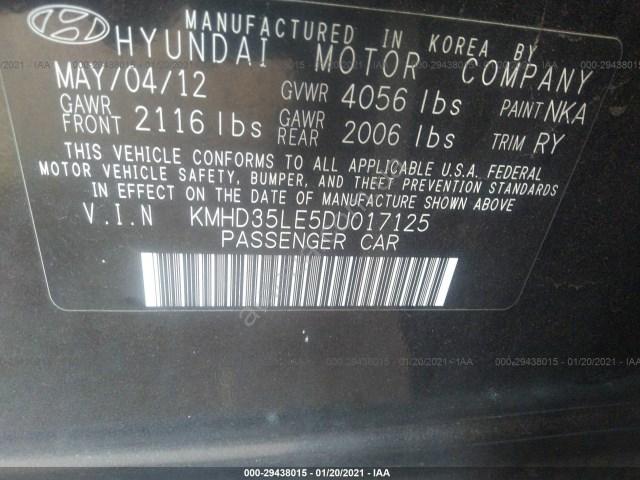 MANUFACTURED IN KOREA BY
HYUNDAI MOTOR COMPANY
MAY/04/12 GVWR 4056 lbs PAINT NKA
GAWR FRONT 2116 lbs GAWR REAR 2006 lbs TRIM RY
THIS VEHICLE CONFORMS TO ALL APPLICABLE U.S.A. FEDERAL
MOTOR VEHICLE SAFETY, BUMPER, AND THEFT PREVENTION STANDARDS
IN EFFECT ON THE DATE OF MANUFACTURE SHOWN ABOVE
V.I.N KMHD35LE5DU017125
PASSENGER CAR
000-29438015 - 01/20/2021 - IAA